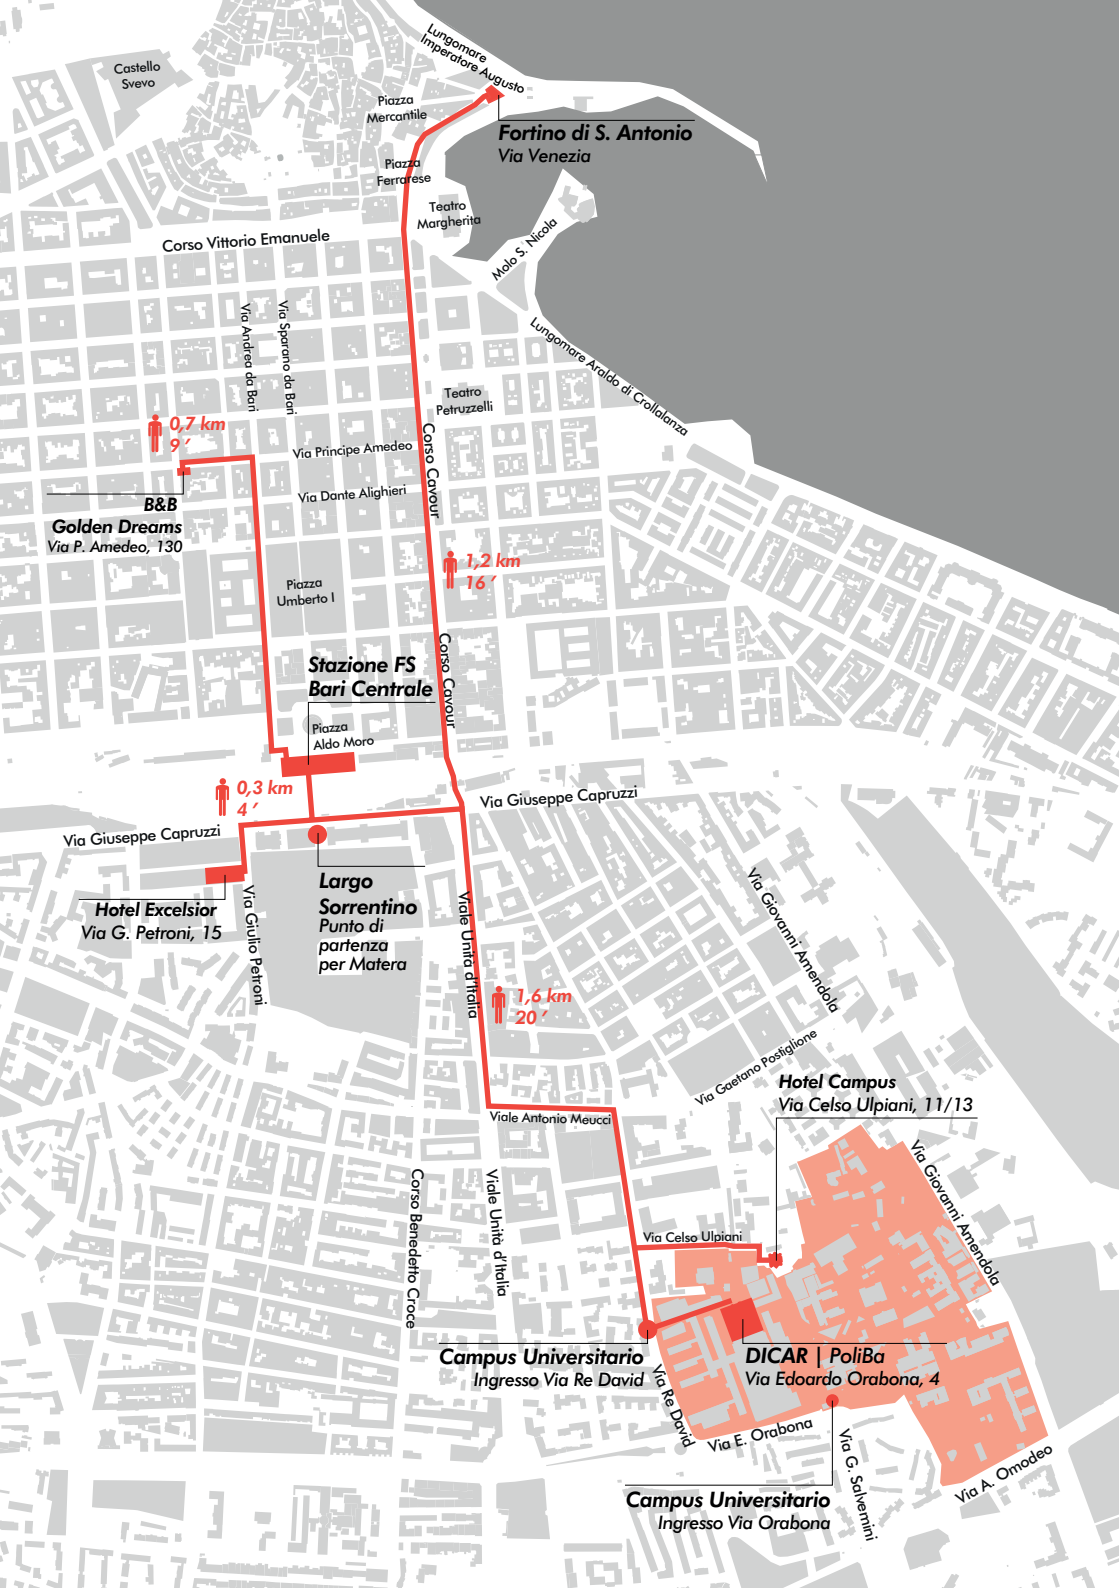 Lungomare
Imperatore Augusto
Castello
Svevo
Piazza
Mercantile
Fortino di S. Antonio
Via Venezia
Piazza
Ferrarese
Teatro
Margherita
Corso Vittorio Emanuele
Molo S. Nicola
Via Andrea da Bari
Via Sparano da Bari
Lungomare Araldo di Crollalanza
Teatro
Petruzzelli
0,7 km
9 ′
Via Principe Amedeo
Corso Cavour
Via Dante Alighieri
B&B
Golden Dreams
Via P. Amedeo, 130
1,2 km
16 ′
Piazza
Umberto I
Corso Cavour
Stazione FS
Bari Centrale
Piazza
Aldo Moro
0,3 km
4 ′
Via Giuseppe Capruzzi
Via Giuseppe Capruzzi
Largo
Sorrentino
Punto di
partenza
per Matera
Hotel Excelsior
Via G. Petroni, 15
Via Giulio Petroni
Viale Unità d'Italia
Via Giovanni Amendola
1,6 km
20 ′
Via Gaetano Postiglione
Hotel Campus
Via Celso Ulpiani, 11/13
Viale Antonio Meucci
Via Giovanni Amendola
Corso Benedetto Croce
Viale Unità d'Italia
Via Celso Ulpiani
Campus Universitario
Ingresso Via Re David
DICAR | PoliBa
Via Edoardo Orabona, 4
Via Re David
Via E. Orabona
Via G. Salvemini
Via A. Omodeo
Campus Universitario
Ingresso Via Orabona